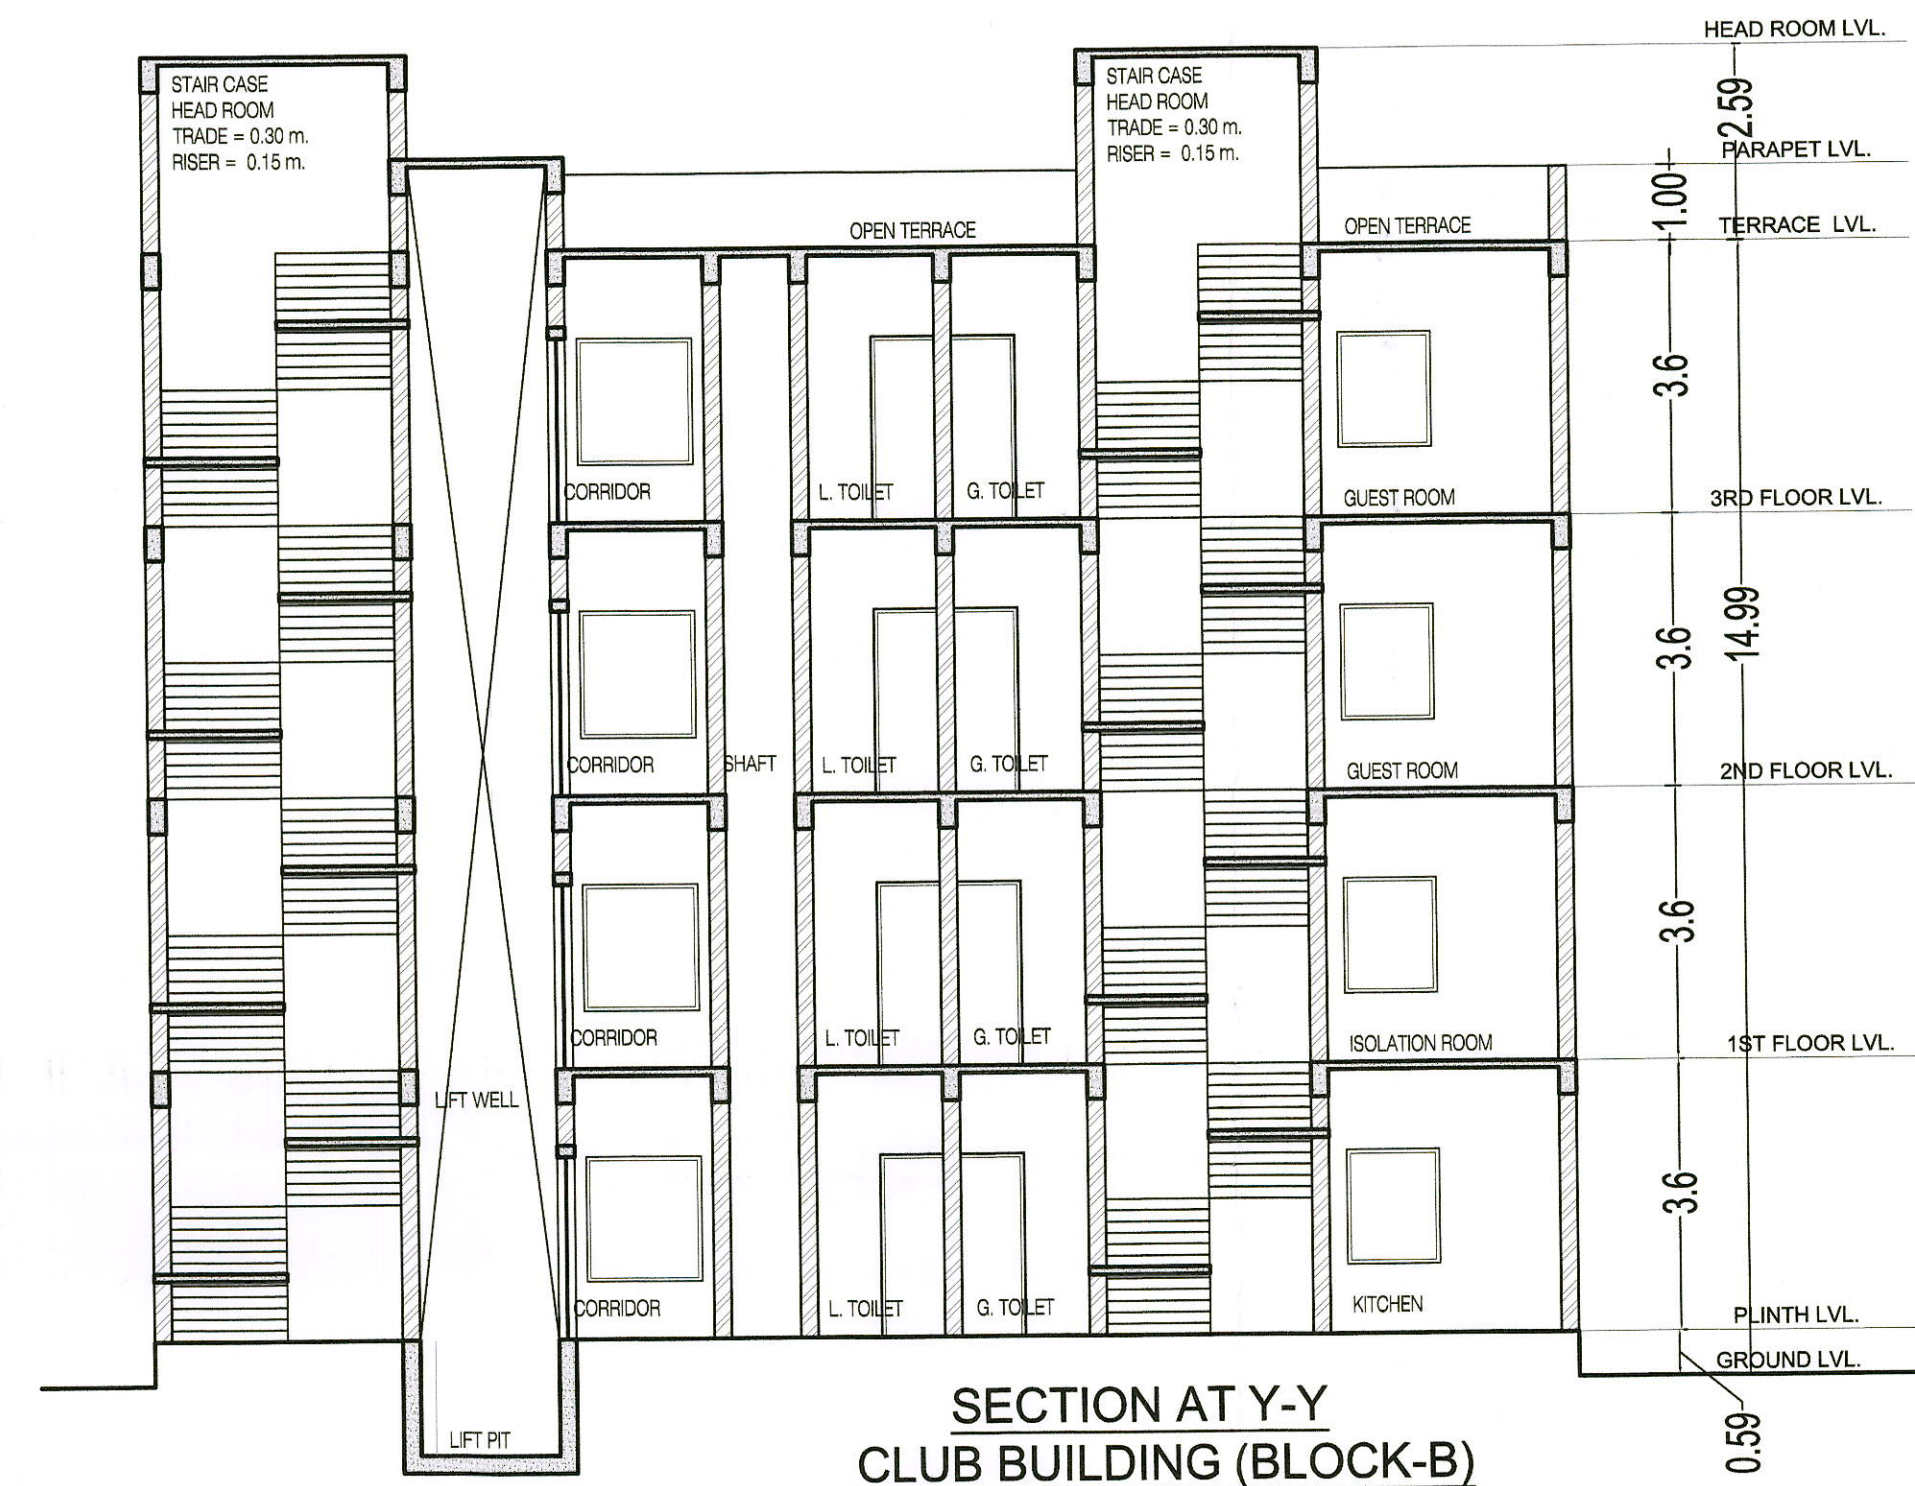 HEAD ROOM LVL.
STAIR CASE
HEAD ROOM
TRADE = 0.30 m.
RISER = 0.15 m.
STAIR CASE
HEAD ROOM
TRADE = 0.30 m.
RISER = 0.15 m.
2.59
PARAPET LVL.
1.00
OPEN TERRACE
OPEN TERRACE
TERRACE LVL.
3.6
CORRIDOR
L. TOILET
G. TOILET
GUEST ROOM
3RD FLOOR LVL.
3.6
14.99
CORRIDOR
SHAFT
L. TOILET
G. TOILET
GUEST ROOM
2ND FLOOR LVL.
3.6
CORRIDOR
L. TOILET
G. TOILET
ISOLATION ROOM
1ST FLOOR LVL.
LIFT WELL
3.6
CORRIDOR
L. TOILET
G. TOILET
KITCHEN
PLINTH LVL.
GROUND LVL.
0.59
LIFT PIT
SECTION AT Y-Y
CLUB BUILDING (BLOCK-B)